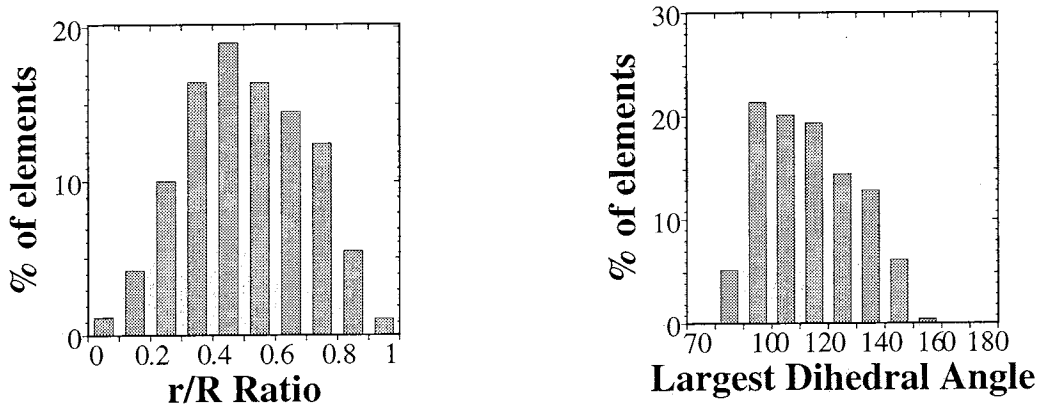 20
10
0
% of elements
0 0.2 0.4 0.6 0.8 1
r/R Ratio
30
20
10
0
% of elements
70 100 120 140 160 180
Largest Dihedral Angle